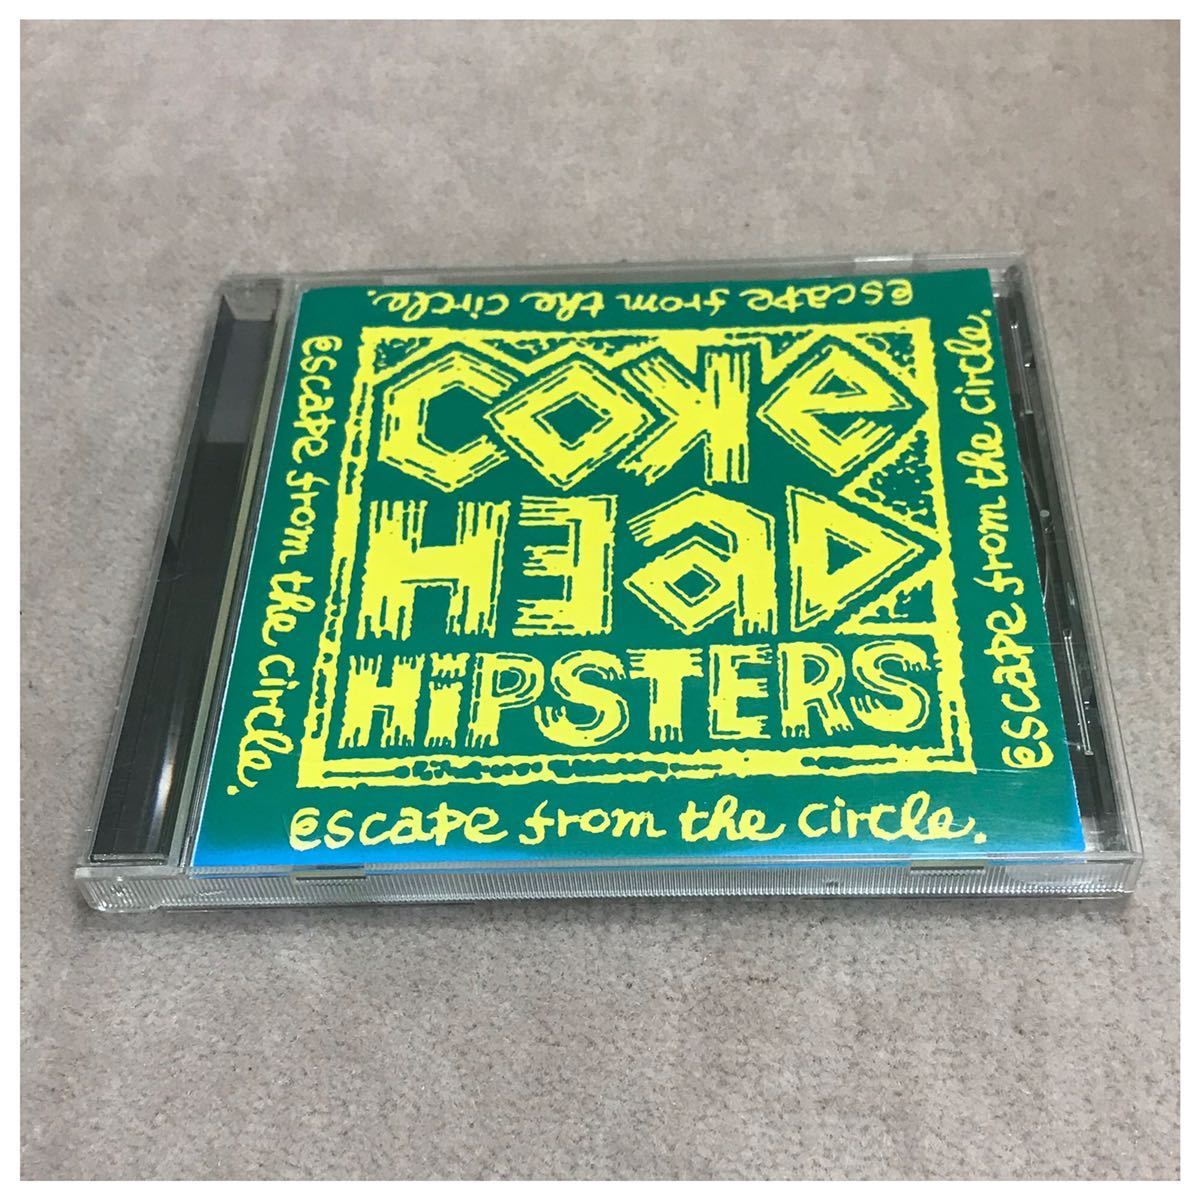 escape from the circle.
escape from the circle.
COKe
HEaD
HiPSTERS
escape from the circle.
escape from the circle.